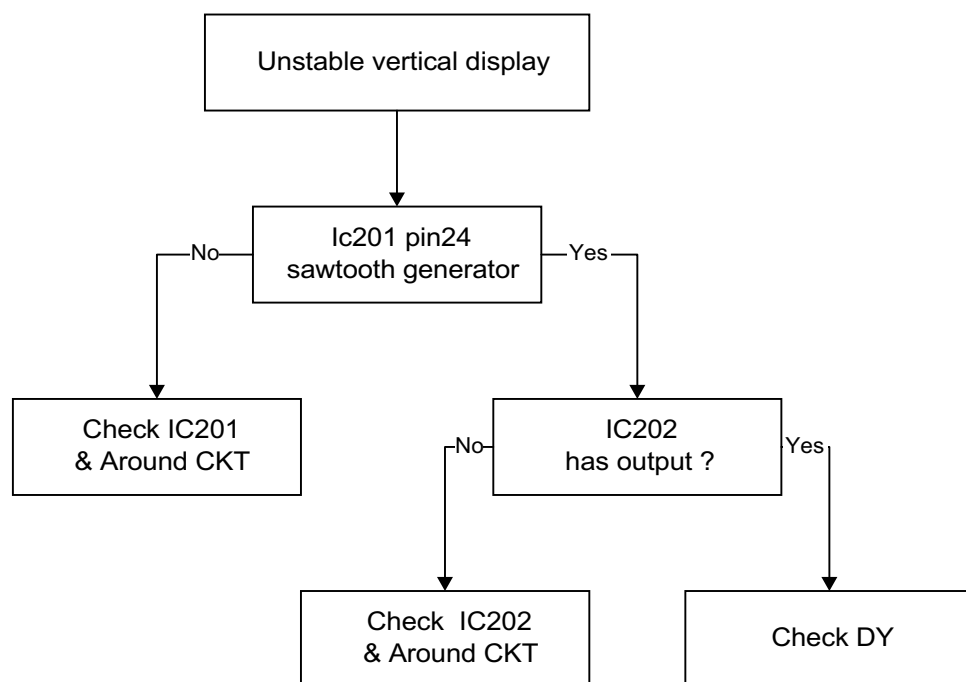 Unstable vertical display
Ic201 pin24
sawtooth generator
No
Yes
Check IC201
& Around CKT
IC202
has output ?
No
Yes
Check IC202
& Around CKT
Check DY